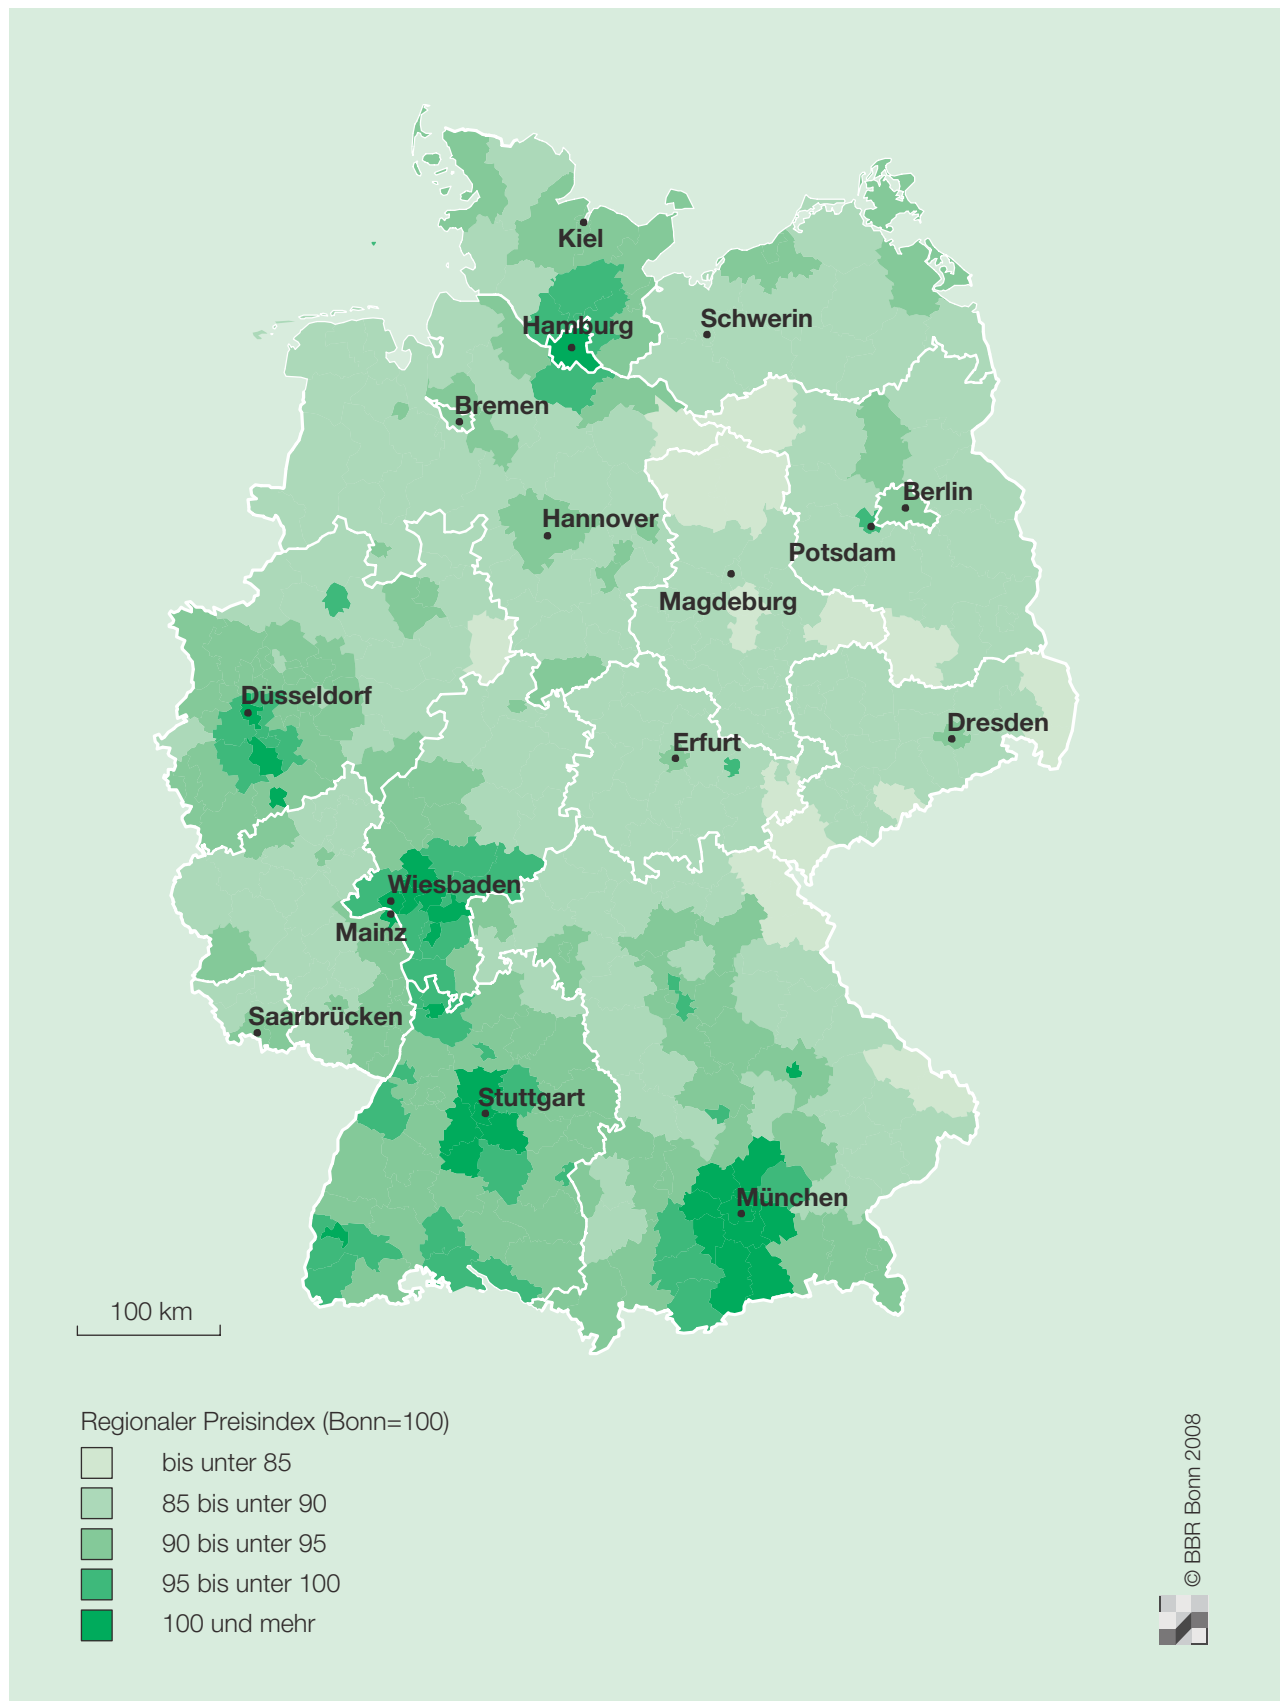 Kiel
Hamburg
Schwerin
Bremen
Berlin
Hannover
Potsdam
Magdeburg
Düsseldorf
Dresden
Erfurt
Wiesbaden
Mainz
Saarbrücken
Stuttgart
München
100 km
Regionaler Preisindex (Bonn=100)
bis unter 85
85 bis unter 90
90 bis unter 95
95 bis unter 100
100 und mehr
© BBR Bonn 2008